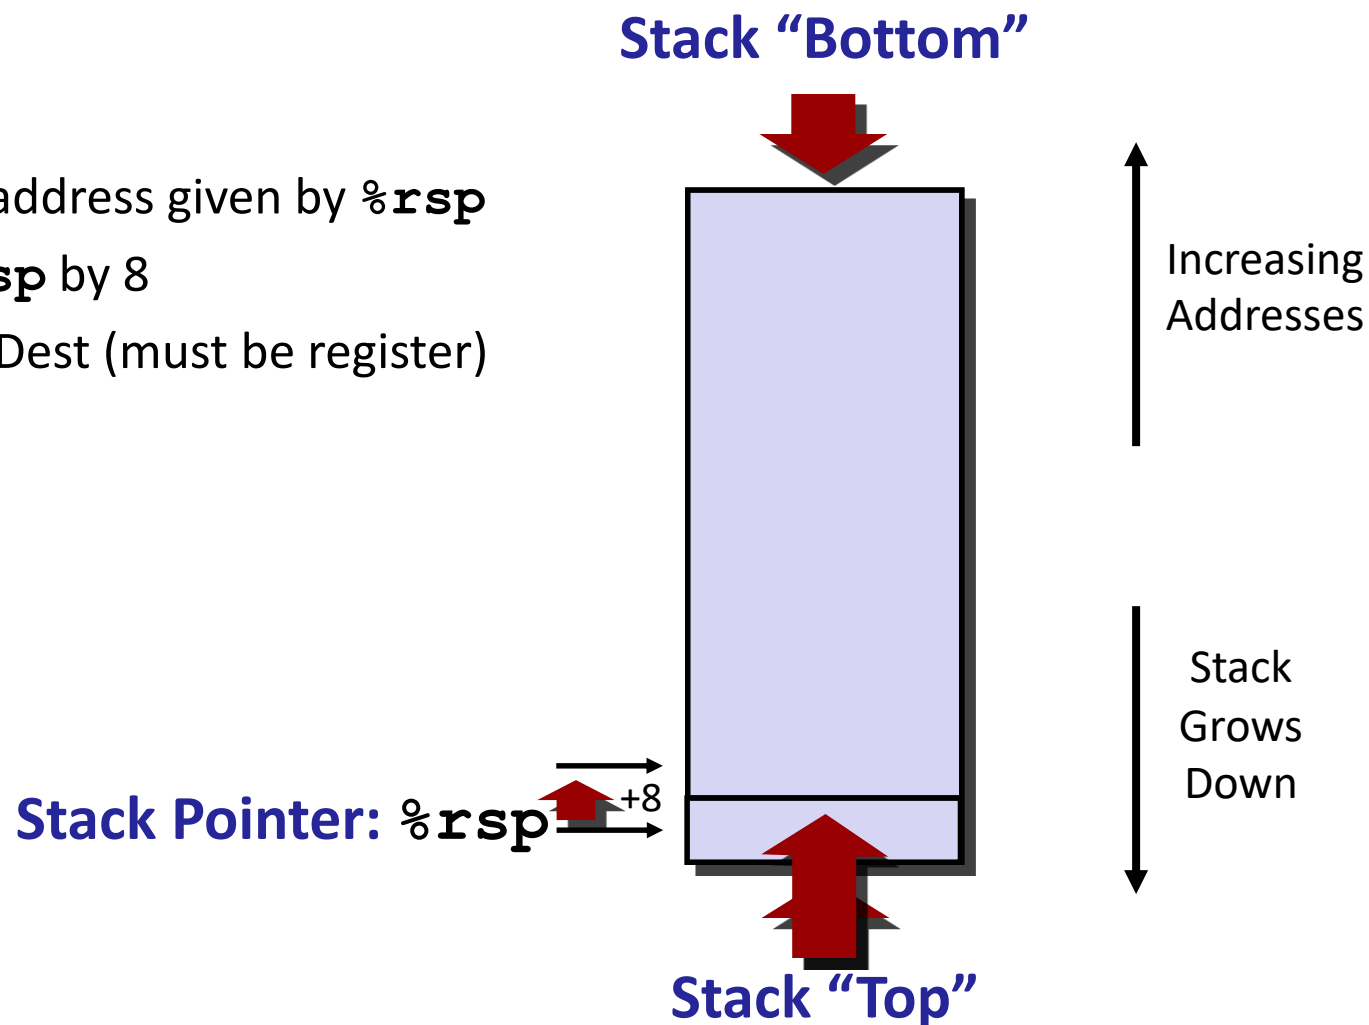 Stack “Bottom”
address given by %rsp
sp by 8
Dest (must be register)
Increasing
Addresses
Stack
Grows
Down
+8
Stack Pointer: %rsp
Stack “Top”